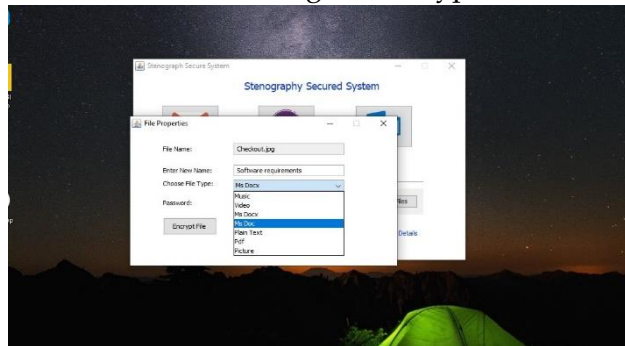 Stenograph Secure System
Stenography Secured System
File Properties
File Name:
Checkout.jpg
Enter New Name:
Software requirements
Choose File Type:
Ms Docx
Password:
Music
Video
Ms Docx
Ms Doc
Plain Text
Pdf
Picture
Encrypt File
Files
Details